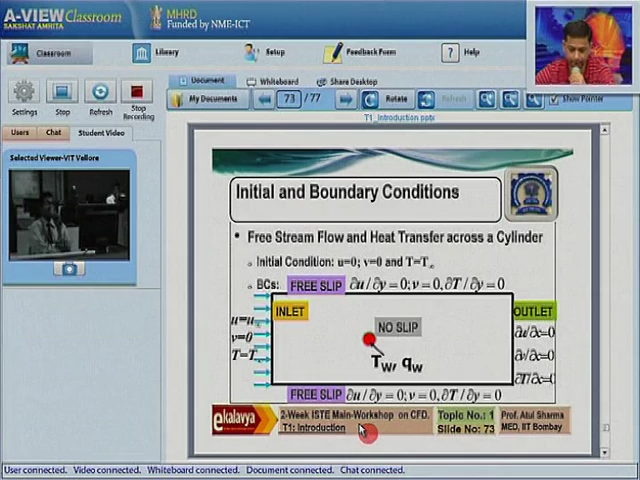 A-VIEW Classroom
SAKSHAT AMRITA
MHRD
Funded by NME-ICT
Classroom
Library
Setup
Feedback Form
? Help
Settings
Stop
Refresh
Stop Recording
Document
Whiteboard
Share Desktop
My Documents
73 / 77
Rotate
Refresh
Show Pointer
Users
Chat
Student Video
T1_Introduction pptx
Selected Viewer-VIT Vellore
Initial and Boundary Conditions
• Free Stream Flow and Heat Transfer across a Cylinder
Initial Condition: u=0; v=0 and T=T∞
BCs: FREE SLIP ∂u/∂y=0; v=0, ∂T/∂y=0
INLET
OUTLET
u=u∞
v=0
T=T∞
NO SLIP
Tw, qw
∂u/∂x=0
∂v/∂x=0
∂T/∂x=0
FREE SLIP ∂u/∂y=0; v=0, ∂T/∂y=0
ekalavya
2-Week ISTE Main-Workshop on CFD.
T1: Introduction
Topic No.: 1
Slide No: 73
Prof. Atul Sharma
MED, IIT Bombay
User connected. Video connected. Whiteboard connected. Document connected. Chat connected.